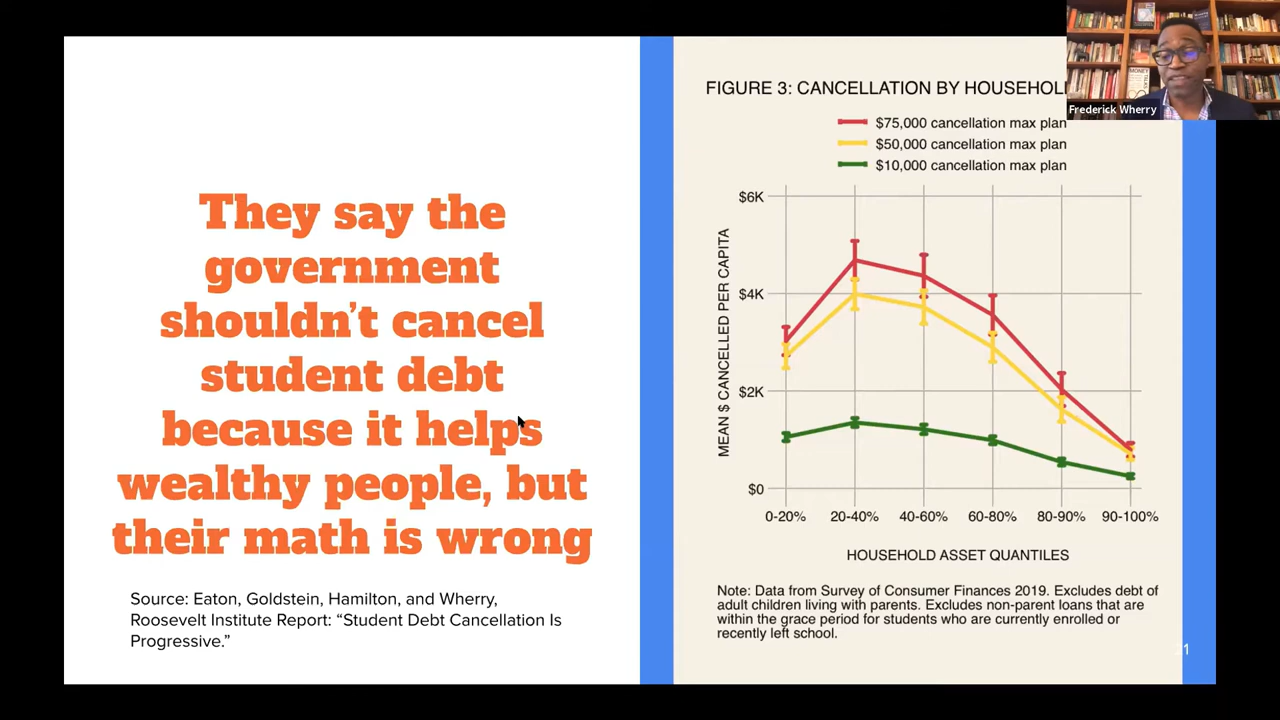 They say the
government
shouldn't cancel
student debt
because it helps
wealthy people, but
their math is wrong
Source: Eaton, Goldstein, Hamilton, and Wherry,
Roosevelt Institute Report: “Student Debt Cancellation Is
Progressive.”
FIGURE 3: CANCELLATION BY
$75,000 cancellation max plan
$50,000 cancellation max plan
$10,000 cancellation max plan
MEAN $ CANCELLED PER CAPITA
$6K
$4K
$2K
$0
0-20% 20-40% 40-60% 60-80% 80-90% 90-100%
HOUSEHOLD ASSET QUANTILES
Note: Data from Survey of Consumer Finances 2019. Excludes debt of
adult children living with parents. Excludes non-parent loans that are
within the grace period for students who are currently enrolled or
recently left school.
Frederick Wherry
MONEY